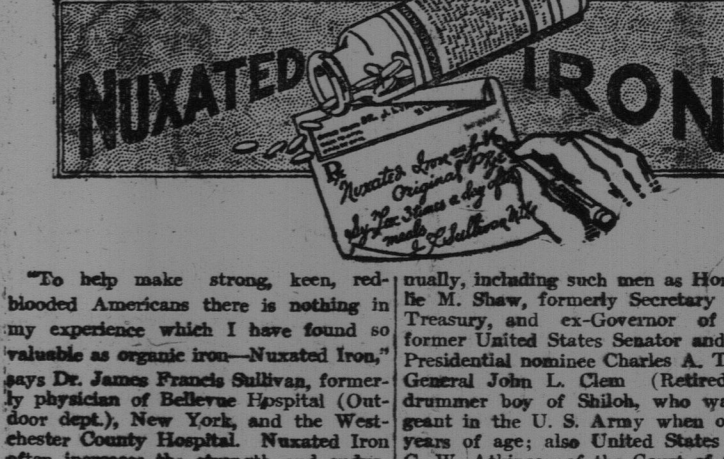 NUXATED IRON
Nuxated Iron
Original
3 times a day after
meals
J F Sullivan M.D.
"To help make strong, keen, red-
blooded Americans there is nothing in
my experience which I have found so
valuable as organic iron—Nuxated Iron,"
says Dr. James Francis Sullivan, former-
ly physician of Bellevue Hospital (Out-
door dept.), New York, and the West-
chester County Hospital. Nuxated Iron
nually, including such men as Hon
lie M. Shaw, formerly Secretary
Treasury, and ex-Governor of
former United States Senator and
Presidential nominee Charles A. T
General John L. Clem (Retired
drummer boy of Shiloh, who wa
geant in the U. S. Army when o
years of age; also United States